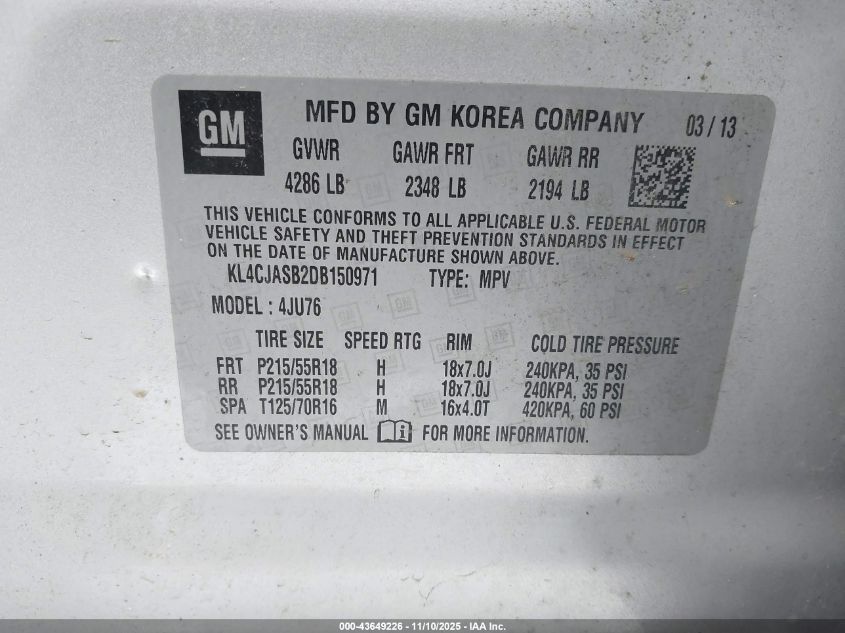 GM MFD BY GM KOREA COMPANY 03/13
GVWR GAWR FRT GAWR RR
4286 LB 2348 LB 2194 LB
THIS VEHICLE CONFORMS TO ALL APPLICABLE U.S. FEDERAL MOTOR
VEHICLE SAFETY AND THEFT PREVENTION STANDARDS IN EFFECT
ON THE DATE OF MANUFACTURE SHOWN ABOVE.
KL4CJASB2DB150971 TYPE: MPV
MODEL : 4JU76
TIRE SIZE SPEED RTG RIM COLD TIRE PRESSURE
FRT P215/55R18 H 18x7.0J 240KPA, 35 PSI
RR P215/55R18 H 18x7.0J 240KPA, 35 PSI
SPA T125/70R16 M 16x4.0T 420KPA, 60 PSI
SEE OWNER'S MANUAL i FOR MORE INFORMATION.
000-43649226 - 11/10/2025 - IAA Inc.